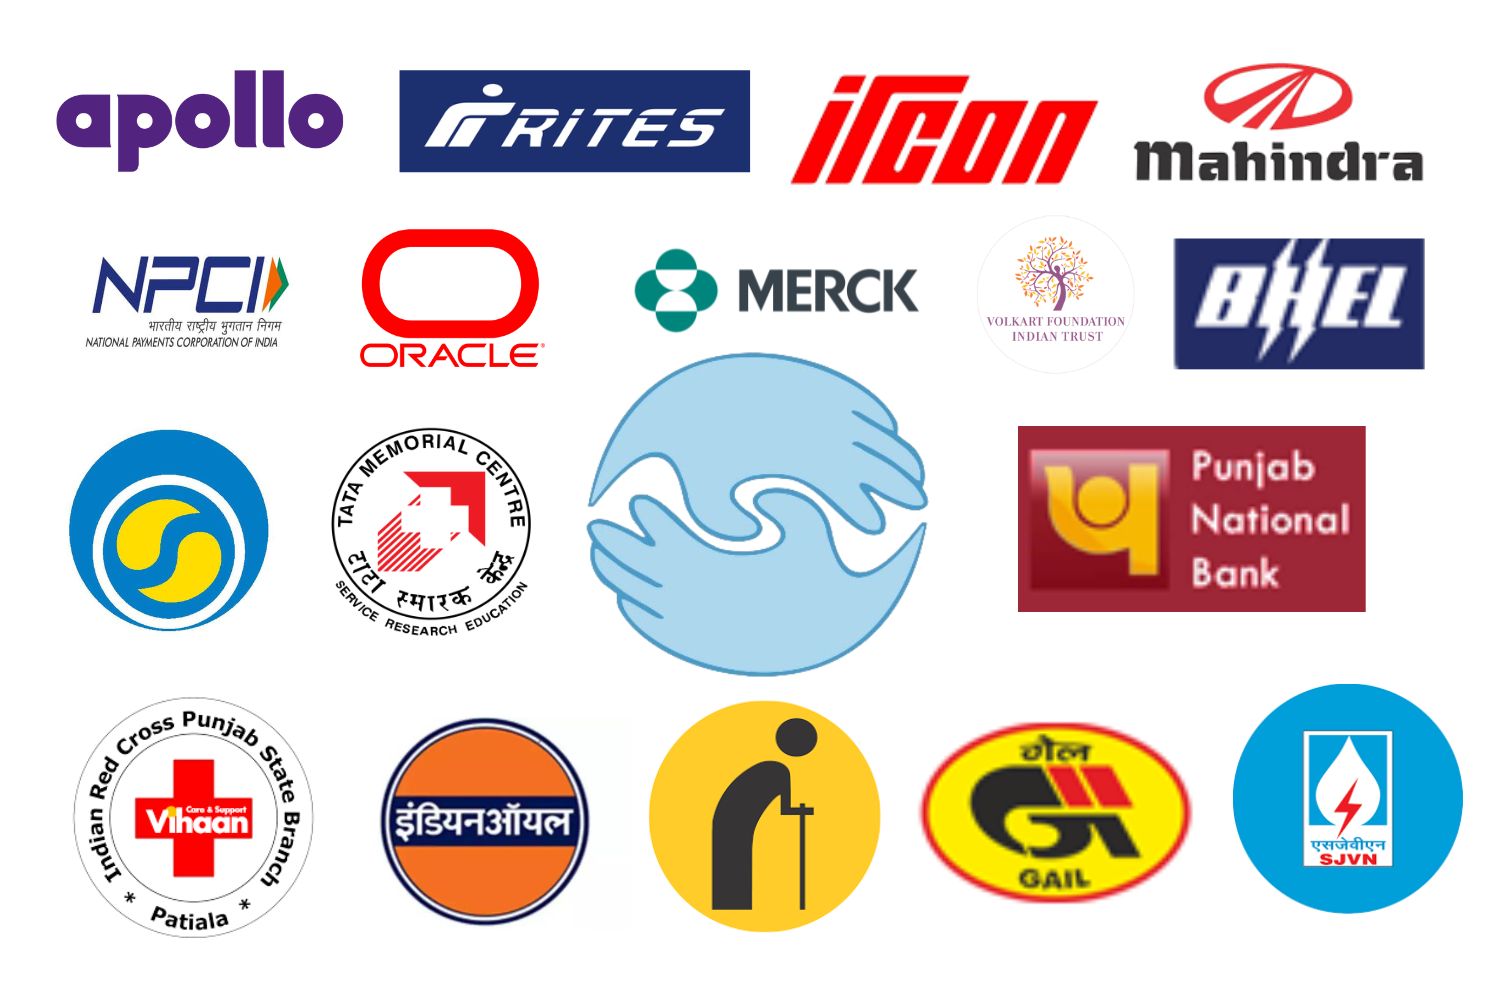 apollo
RITES
ircon
Mahindra
NPCI
भारतीय राष्ट्रीय भुगतान निगम
NATIONAL PAYMENTS CORPORATION OF INDIA
ORACLE
MERCK
VOLKART FOUNDATION
INDIAN TRUST
BHEL
TATA MEMORIAL CENTRE
टाटा स्मारक केन्द्र
SERVICE RESEARCH EDUCATION
Punjab
National
Bank
Indian Red Cross Punjab State Branch
Care & Support
Vihaan
* Patiala *
इंडियनऑयल
गेल
GAIL
एसजेवीएन
SJVN